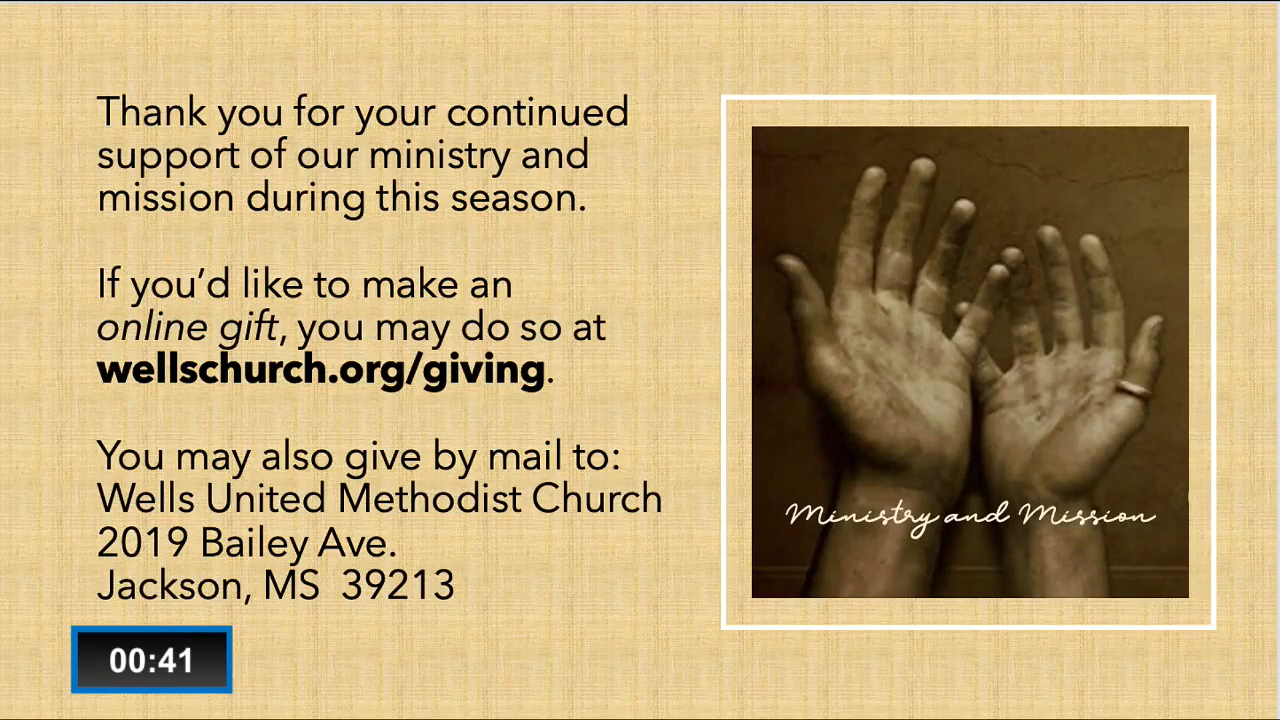 Thank you for your continued
support of our ministry and
mission during this season.
If you’d like to make an
online gift, you may do so at
wellschurch.org/giving.
You may also give by mail to:
Wells United Methodist Church
2019 Bailey Ave.
Jackson, MS  39213
00:41
Ministry and Mission